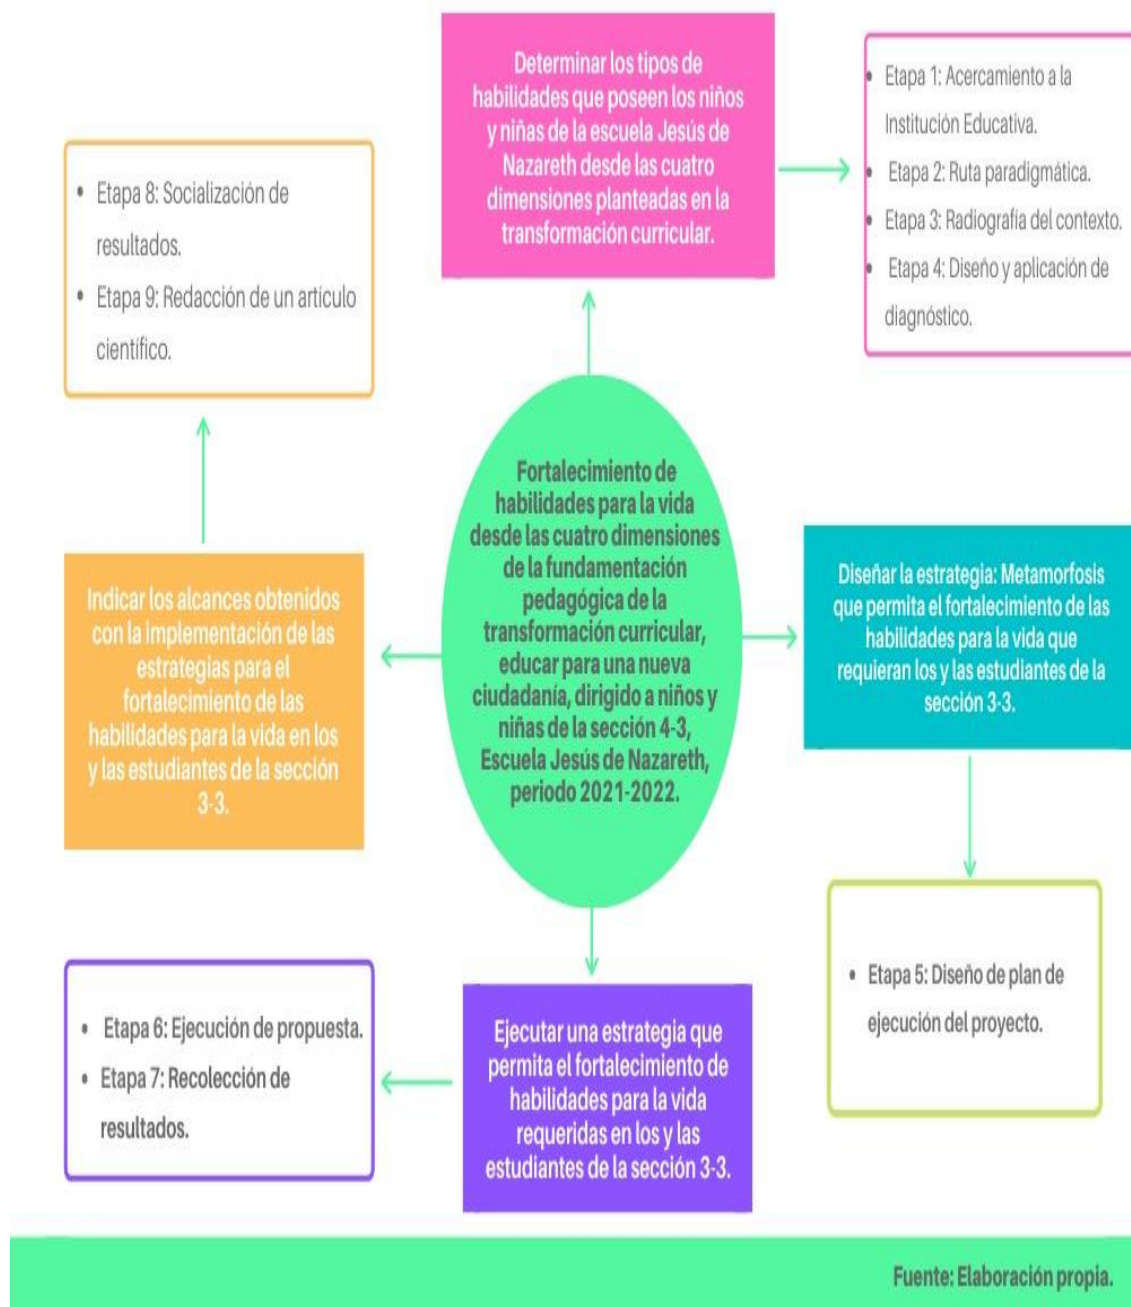 Determinar los tipos de
habilidades que poseen los niños
y niñas de la escuela Jesús de
Nazareth desde las cuatro
dimensiones planteadas en la
transformación curricular.
• Etapa 1: Acercamiento a la
Institución Educativa.
• Etapa 2: Ruta paradigmática.
• Etapa 3: Radiografía del contexto.
• Etapa 4: Diseño y aplicación de
diagnóstico.
• Etapa 8: Socialización de
resultados.
• Etapa 9: Redacción de un artículo
científico.
Fortalecimiento de
habilidades para la vida
desde las cuatro dimensiones
de la fundamentación
pedagógica de la
transformación curricular,
educar para una nueva
ciudadanía, dirigido a niños y
niñas de la sección 4-3,
Escuela Jesús de Nazareth,
periodo 2021-2022.
Diseñar la estrategia: Metamorfosis
que permita el fortalecimiento de las
habilidades para la vida que
requieran los y las estudiantes de la
sección 3-3.
Indicar los alcances obtenidos
con la implementación de las
estrategias para el
fortalecimiento de las
habilidades para la vida en los
y las estudiantes de la sección
3-3.
• Etapa 5: Diseño de plan de
ejecución del proyecto.
Ejecutar una estrategia que
permita el fortalecimiento de
habilidades para la vida
requeridas en los y las
estudiantes de la sección 3-3.
• Etapa 6: Ejecución de propuesta.
• Etapa 7: Recolección de
resultados.
Fuente: Elaboración propia.